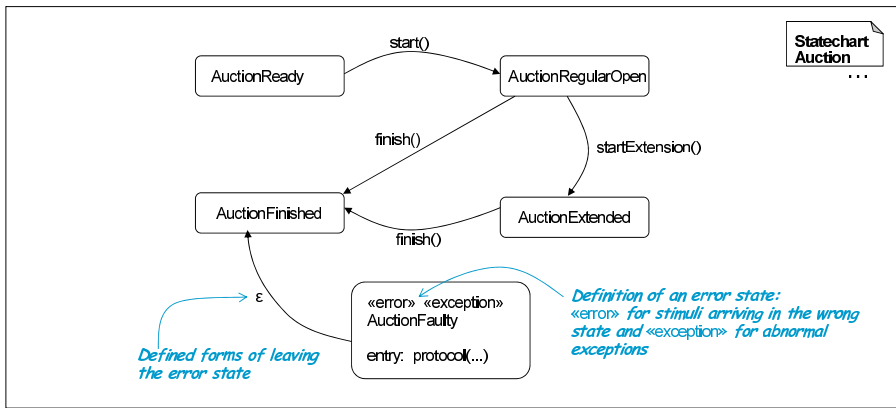 Statechart
Auction
...
start()
AuctionReady
AuctionRegularOpen
finish()
startExtension()
AuctionFinished
AuctionExtended
finish()
ε
«error» «exception»
AuctionFaulty
entry: protocol(...)
Definition of an error state:
«error» for stimuli arriving in the wrong
state and «exception» for abnormal
exceptions
Defined forms of leaving
the error state